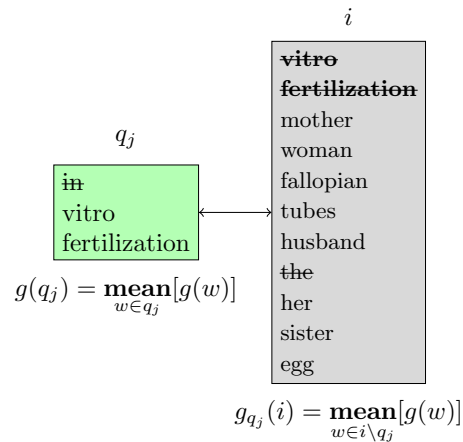 q_j
in
vitro
fertilization
g(q_j) = mean_{w∈q_j}[g(w)]
i
vitro
fertilization
mother
woman
fallopian
tubes
husband
the
her
sister
egg
g_{q_j}(i) = mean_{w∈i\q_j}[g(w)]